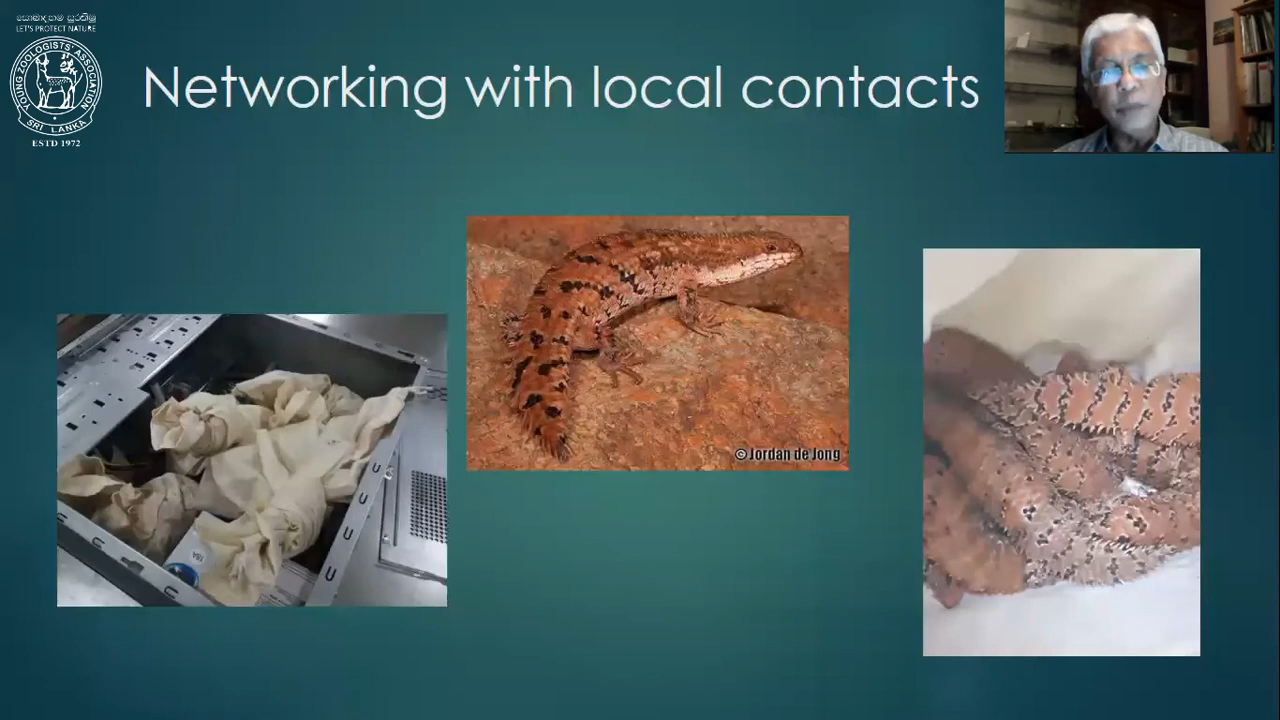 සොබාදහම සුරකිමු
LET'S PROTECT NATURE
YOUNG ZOOLOGISTS' ASSOCIATION
SRI LANKA
ESTD 1972
Networking with local contacts
© Jordan de Jong